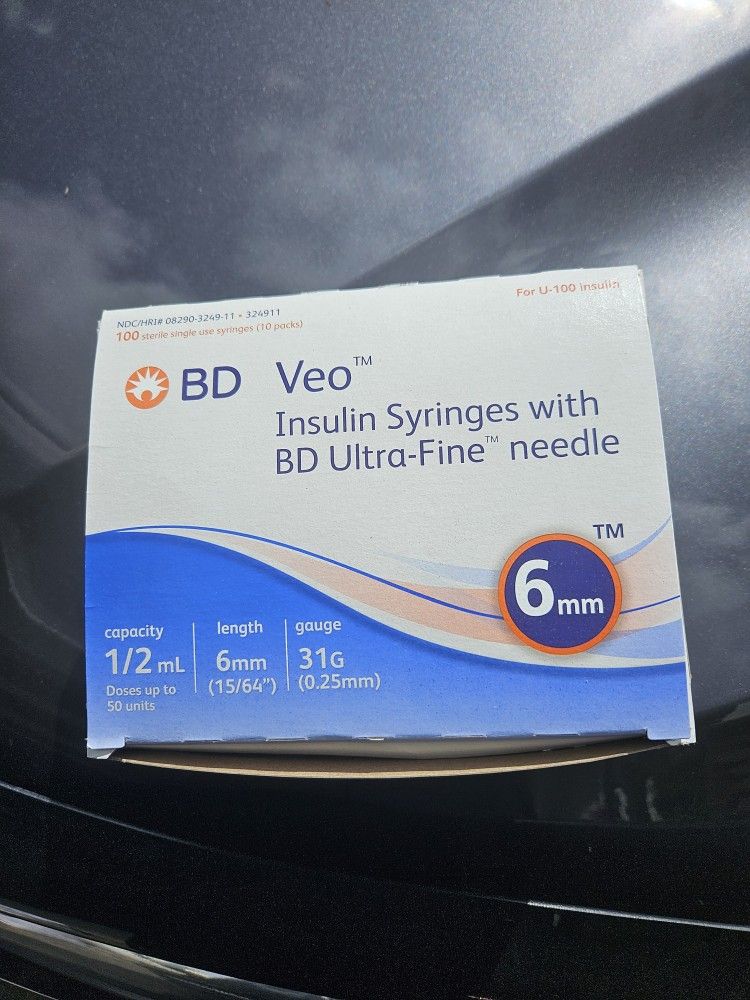 NDC/HRI# 08290-3249-11 • 324911
100 sterile single use syringes (10 packs)
For U-100 insulin
BD Veo™
Insulin Syringes with
BD Ultra-Fine™ needle
6mm™
capacity
1/2 mL
Doses up to
50 units
length
6mm
(15/64”)
gauge
31G
(0.25mm)